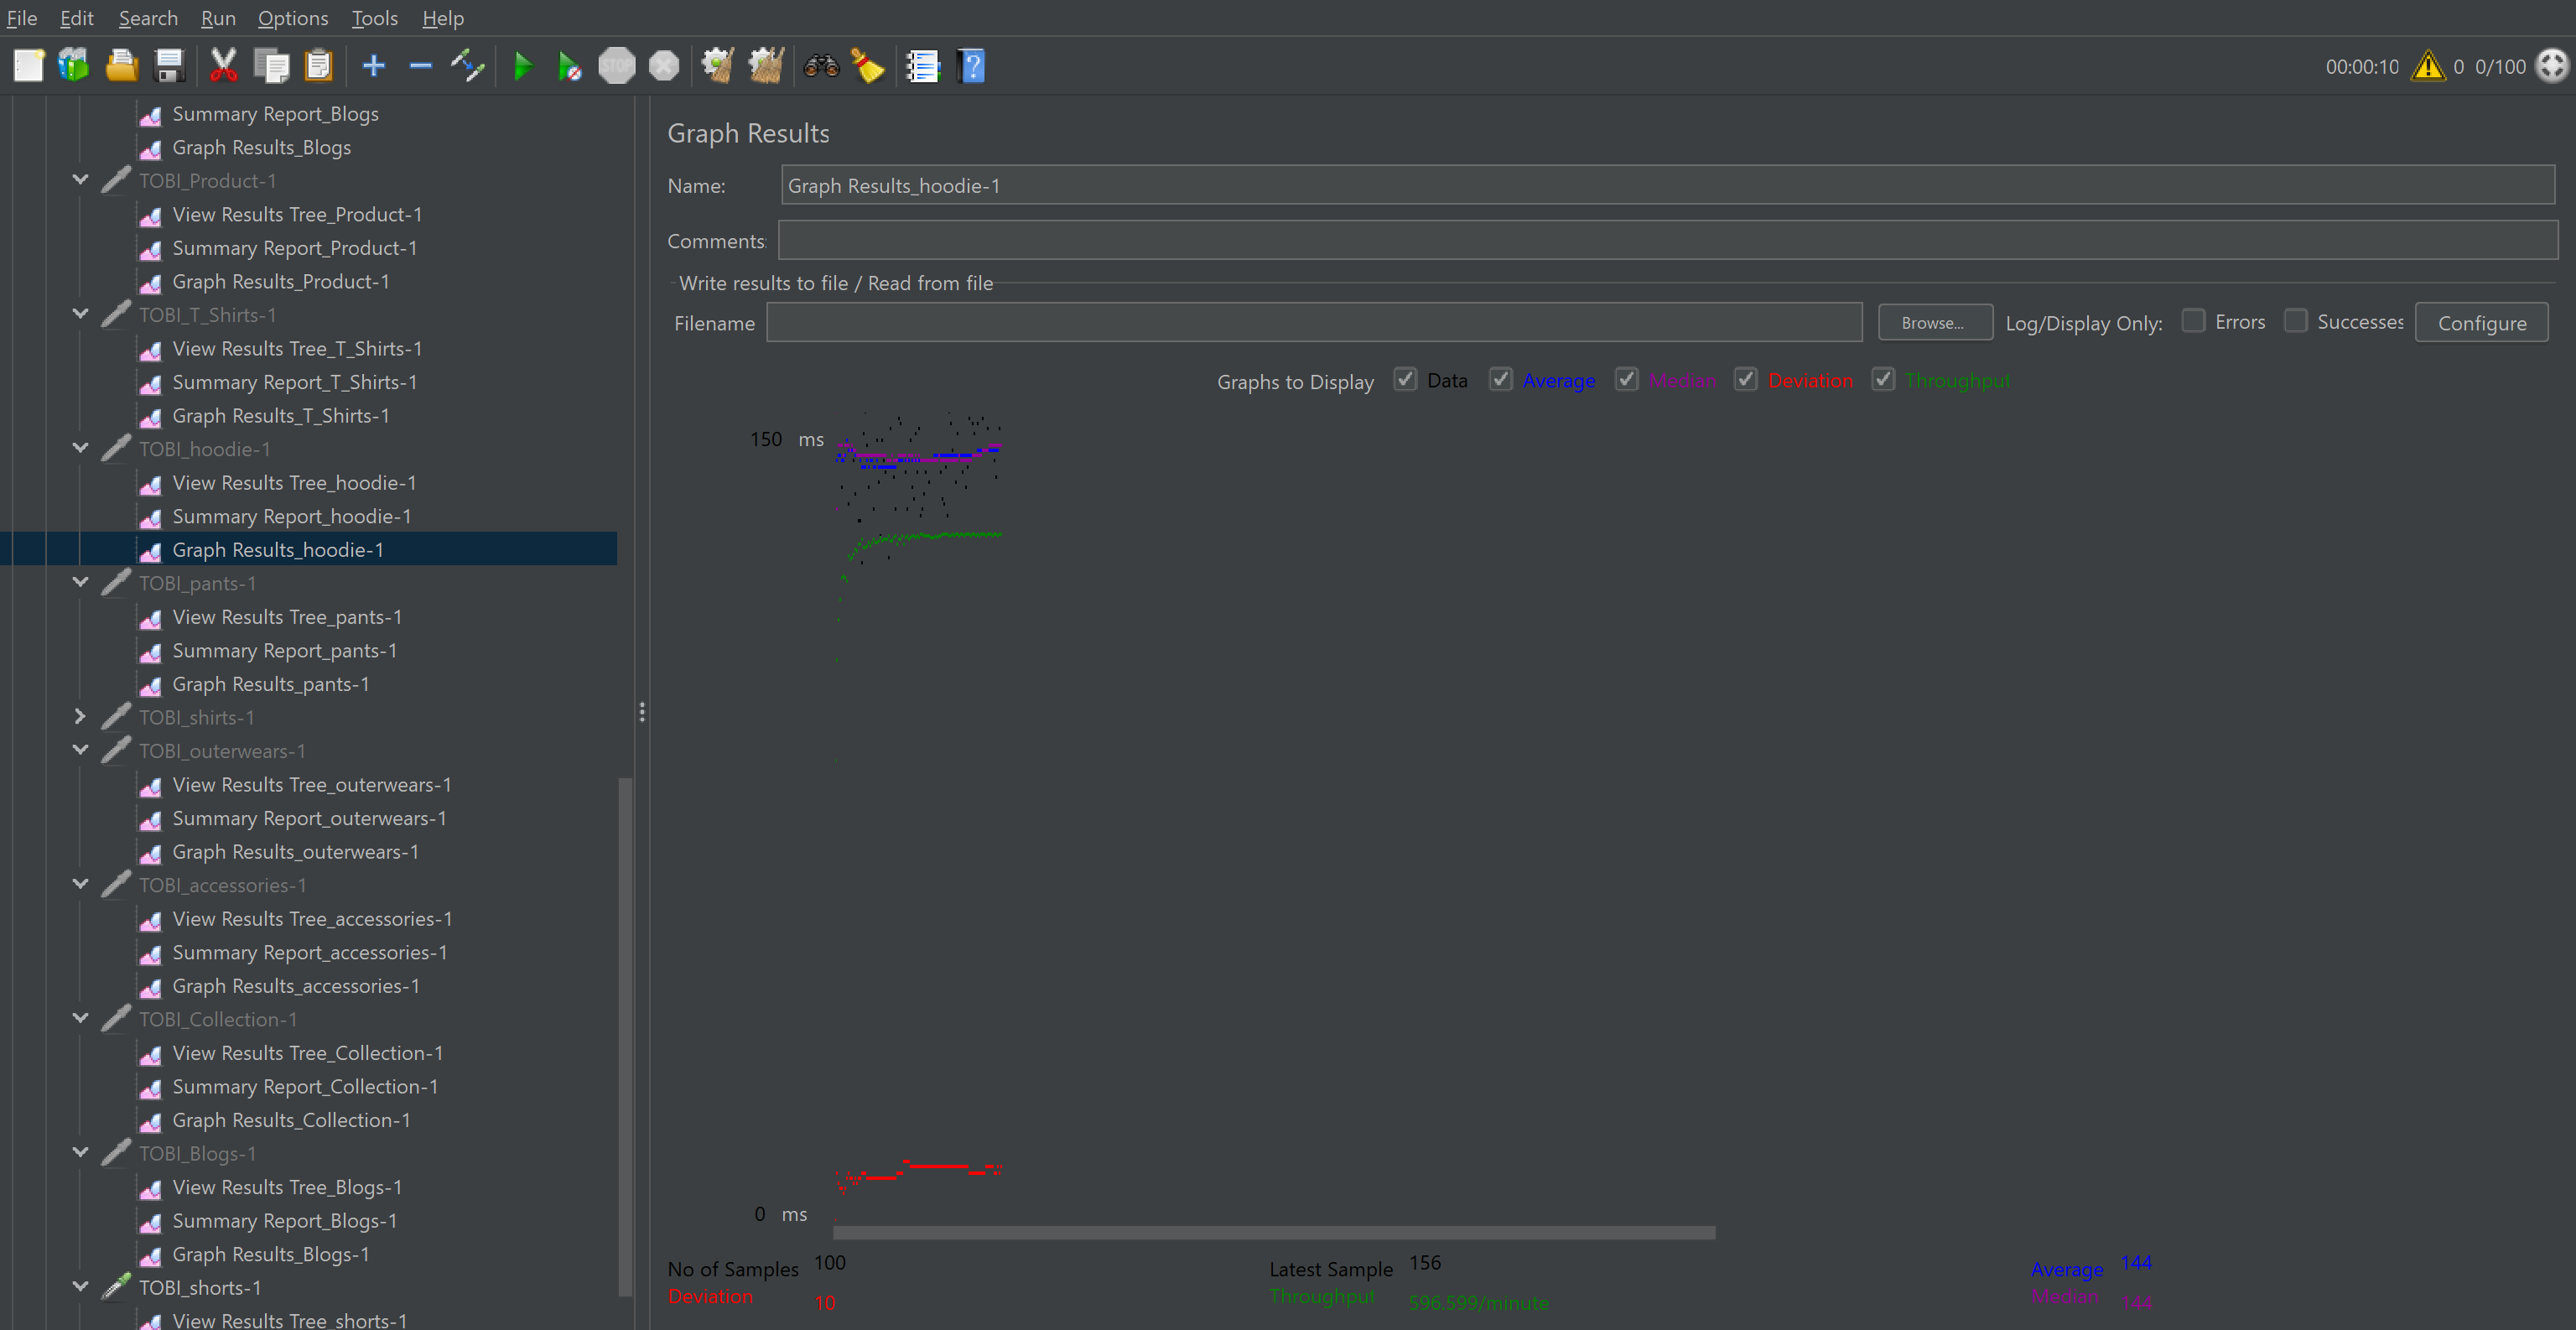 File Edit Search Run Options Tools Help
STOP
00:00:10 0 0/100
Summary Report_Blogs
Graph Results_Blogs
TOBI_Product-1
View Results Tree_Product-1
Summary Report_Product-1
Graph Results_Product-1
TOBI_T_Shirts-1
View Results Tree_T_Shirts-1
Summary Report_T_Shirts-1
Graph Results_T_Shirts-1
TOBI_hoodie-1
View Results Tree_hoodie-1
Summary Report_hoodie-1
Graph Results_hoodie-1
TOBI_pants-1
View Results Tree_pants-1
Summary Report_pants-1
Graph Results_pants-1
TOBI_shirts-1
TOBI_outerwears-1
View Results Tree_outerwears-1
Summary Report_outerwears-1
Graph Results_outerwears-1
TOBI_accessories-1
View Results Tree_accessories-1
Summary Report_accessories-1
Graph Results_accessories-1
TOBI_Collection-1
View Results Tree_Collection-1
Summary Report_Collection-1
Graph Results_Collection-1
TOBI_Blogs-1
View Results Tree_Blogs-1
Summary Report_Blogs-1
Graph Results_Blogs-1
TOBI_shorts-1
View Results Tree_shorts-1
Graph Results
Name: Graph Results_hoodie-1
Comments:
Write results to file / Read from file
Filename Browse... Log/Display Only: Errors Successes Configure
Graphs to Display Data Average Median Deviation Throughput
150 ms
0 ms
No of Samples 100 Latest Sample 156 Average 144
Deviation 10 Throughput 596.599/minute Median 144